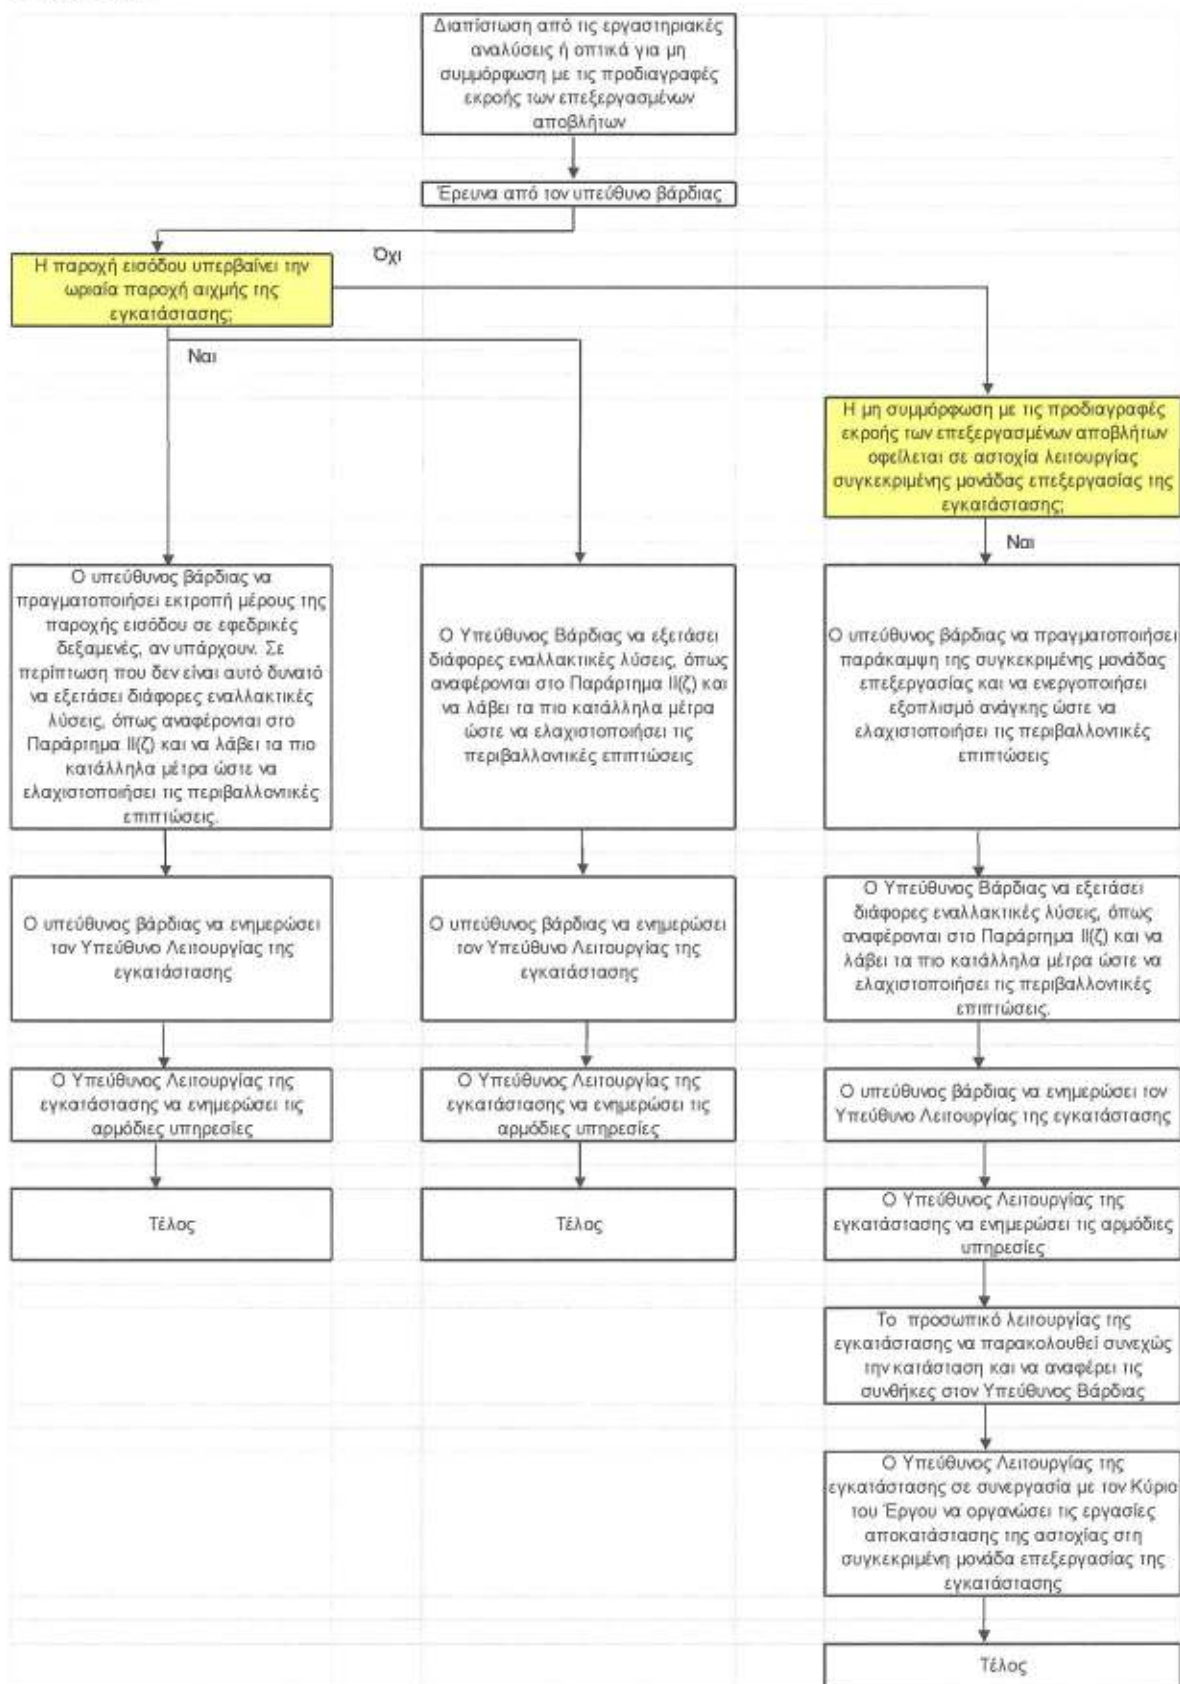 Διαπίστωση από τις εργαστηριακές
αναλύσεις ή οπτικά για μη
συμμόρφωση με τις προδιαγραφές
εκροής των επεξεργασμένων
αποβλήτων
Έρευνα από τον υπεύθυνο βάρδιας
Όχι
Η παροχή εισόδου υπερβαίνει την
ωριαία παροχή αιχμής της
εγκατάστασης;
Ναι
Η μη συμμόρφωση με τις προδιαγραφές
εκροής των επεξεργασμένων αποβλήτων
οφείλεται σε αστοχία λειτουργίας
συγκεκριμένης μονάδας επεξεργασίας της
εγκατάστασης;
Ναι
Ο υπεύθυνος βάρδιας να
πραγματοποιήσει εκτροπή μέρους της
παροχής εισόδου σε εφεδρικές
δεξαμενές, αν υπάρχουν. Σε
περίπτωση που δεν είναι αυτό δυνατό
να εξετάσει διάφορες εναλλακτικές
λύσεις, όπως αναφέρονται στο
Παράρτημα ΙΙ(ζ) και να λάβει τα πιο
κατάλληλα μέτρα ώστε να
ελαχιστοποιήσει τις περιβαλλοντικές
επιπτώσεις.
Ο Υπεύθυνος Βάρδιας να εξετάσει
διάφορες εναλλακτικές λύσεις, όπως
αναφέρονται στο Παράρτημα ΙΙ(ζ) και
να λάβει τα πιο κατάλληλα μέτρα
ώστε να ελαχιστοποιήσει τις
περιβαλλοντικές επιπτώσεις
Ο υπεύθυνος βάρδιας να πραγματοποιήσει
παράκαμψη της συγκεκριμένης μονάδας
επεξεργασίας και να ενεργοποιήσει
εξοπλισμό ανάγκης ώστε να
ελαχιστοποιήσει τις περιβαλλοντικές
επιπτώσεις
Ο υπεύθυνος βάρδιας να ενημερώσει
τον Υπεύθυνο Λειτουργίας της
εγκατάστασης
Ο υπεύθυνος βάρδιας να ενημερώσει
τον Υπεύθυνο Λειτουργίας της
εγκατάστασης
Ο Υπεύθυνος Βάρδιας να εξετάσει
διάφορες εναλλακτικές λύσεις, όπως
αναφέρονται στο Παράρτημα ΙΙ(ζ) και να
λάβει τα πιο κατάλληλα μέτρα ώστε να
ελαχιστοποιήσει τις περιβαλλοντικές
επιπτώσεις.
Ο Υπεύθυνος Λειτουργίας της
εγκατάστασης να ενημερώσει τις
αρμόδιες υπηρεσίες
Ο Υπεύθυνος Λειτουργίας της
εγκατάστασης να ενημερώσει τις
αρμόδιες υπηρεσίες
Ο υπεύθυνος βάρδιας να ενημερώσει τον
Υπεύθυνο Λειτουργίας της εγκατάστασης
Τέλος
Τέλος
Ο Υπεύθυνος Λειτουργίας της
εγκατάστασης να ενημερώσει τις αρμόδιες
υπηρεσίες
Το προσωπικό λειτουργίας της
εγκατάστασης να παρακολουθεί συνεχώς
την κατάσταση και να αναφέρει τις
συνθήκες στον Υπεύθυνος Βάρδιας
Ο Υπεύθυνος Λειτουργίας της
εγκατάστασης σε συνεργασία με τον Κύριο
του Έργου να οργανώσει τις εργασίες
αποκατάστασης της αστοχίας στη
συγκεκριμένη μονάδα επεξεργασίας της
εγκατάστασης
Τέλος